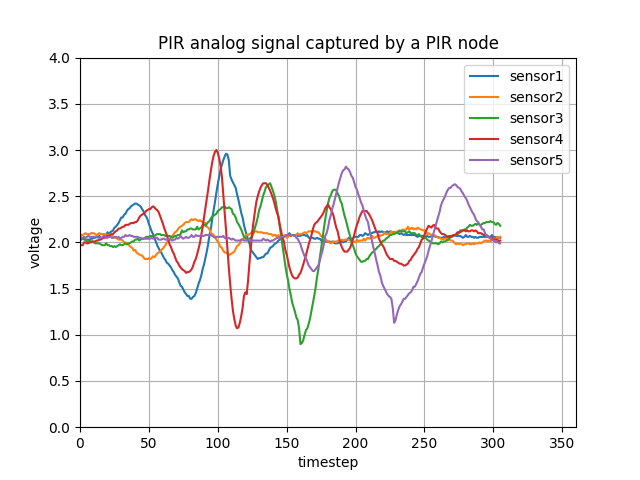 PIR analog signal captured by a PIR node
sensor1
sensor2
sensor3
sensor4
sensor5
voltage
4.0
3.5
3.0
2.5
2.0
1.5
1.0
0.5
0.0
0 50 100 150 200 250 300 350
timestep